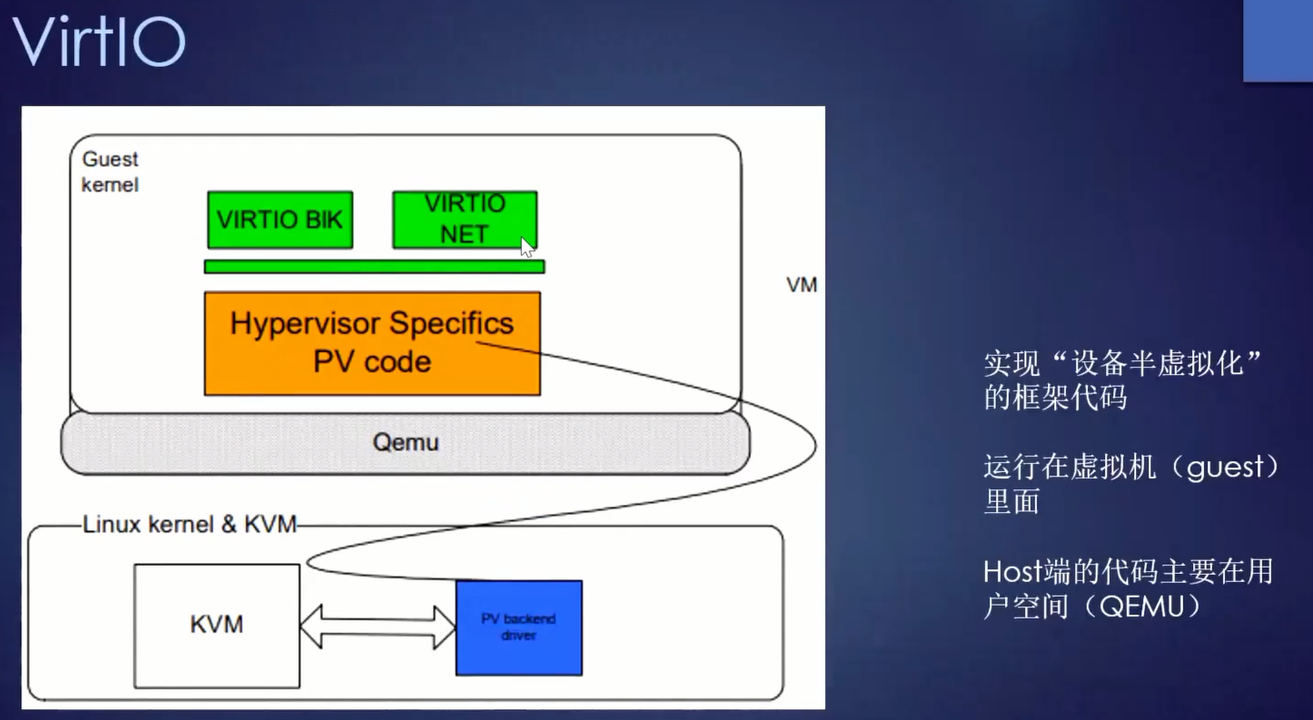 VirtIO
Guest
kernel
VIRTIO BIK
VIRTIO
NET
Hypervisor Specifics
PV code
VM
Qemu
Linux kernel & KVM
KVM
PV backend
driver
实现“设备半虚拟化”
的框架代码
运行在虚拟机（guest）
里面
Host端的代码主要在用
户空间（QEMU）